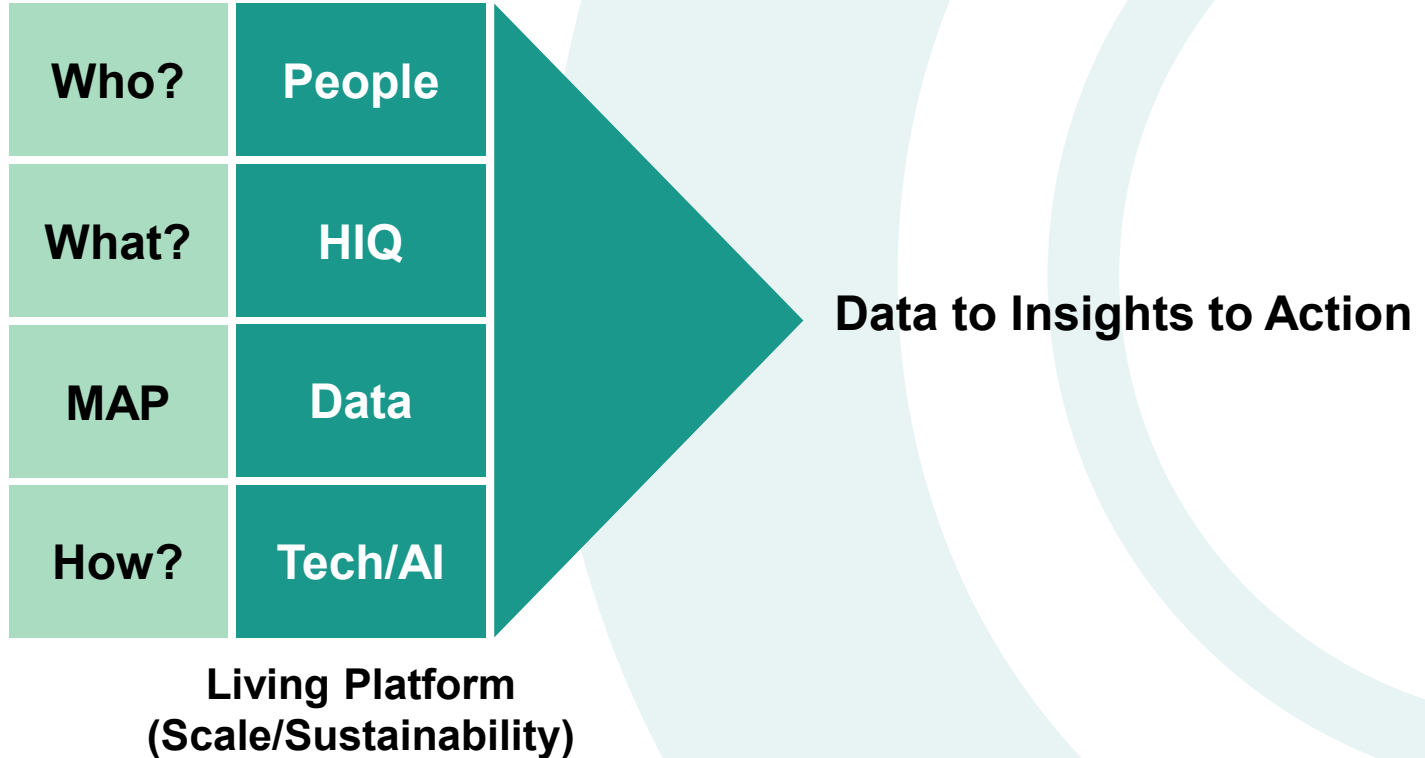 Who?
People
What?
HIQ
MAP
Data
How?
Tech/AI
Data to Insights to Action
Living Platform
(Scale/Sustainability)